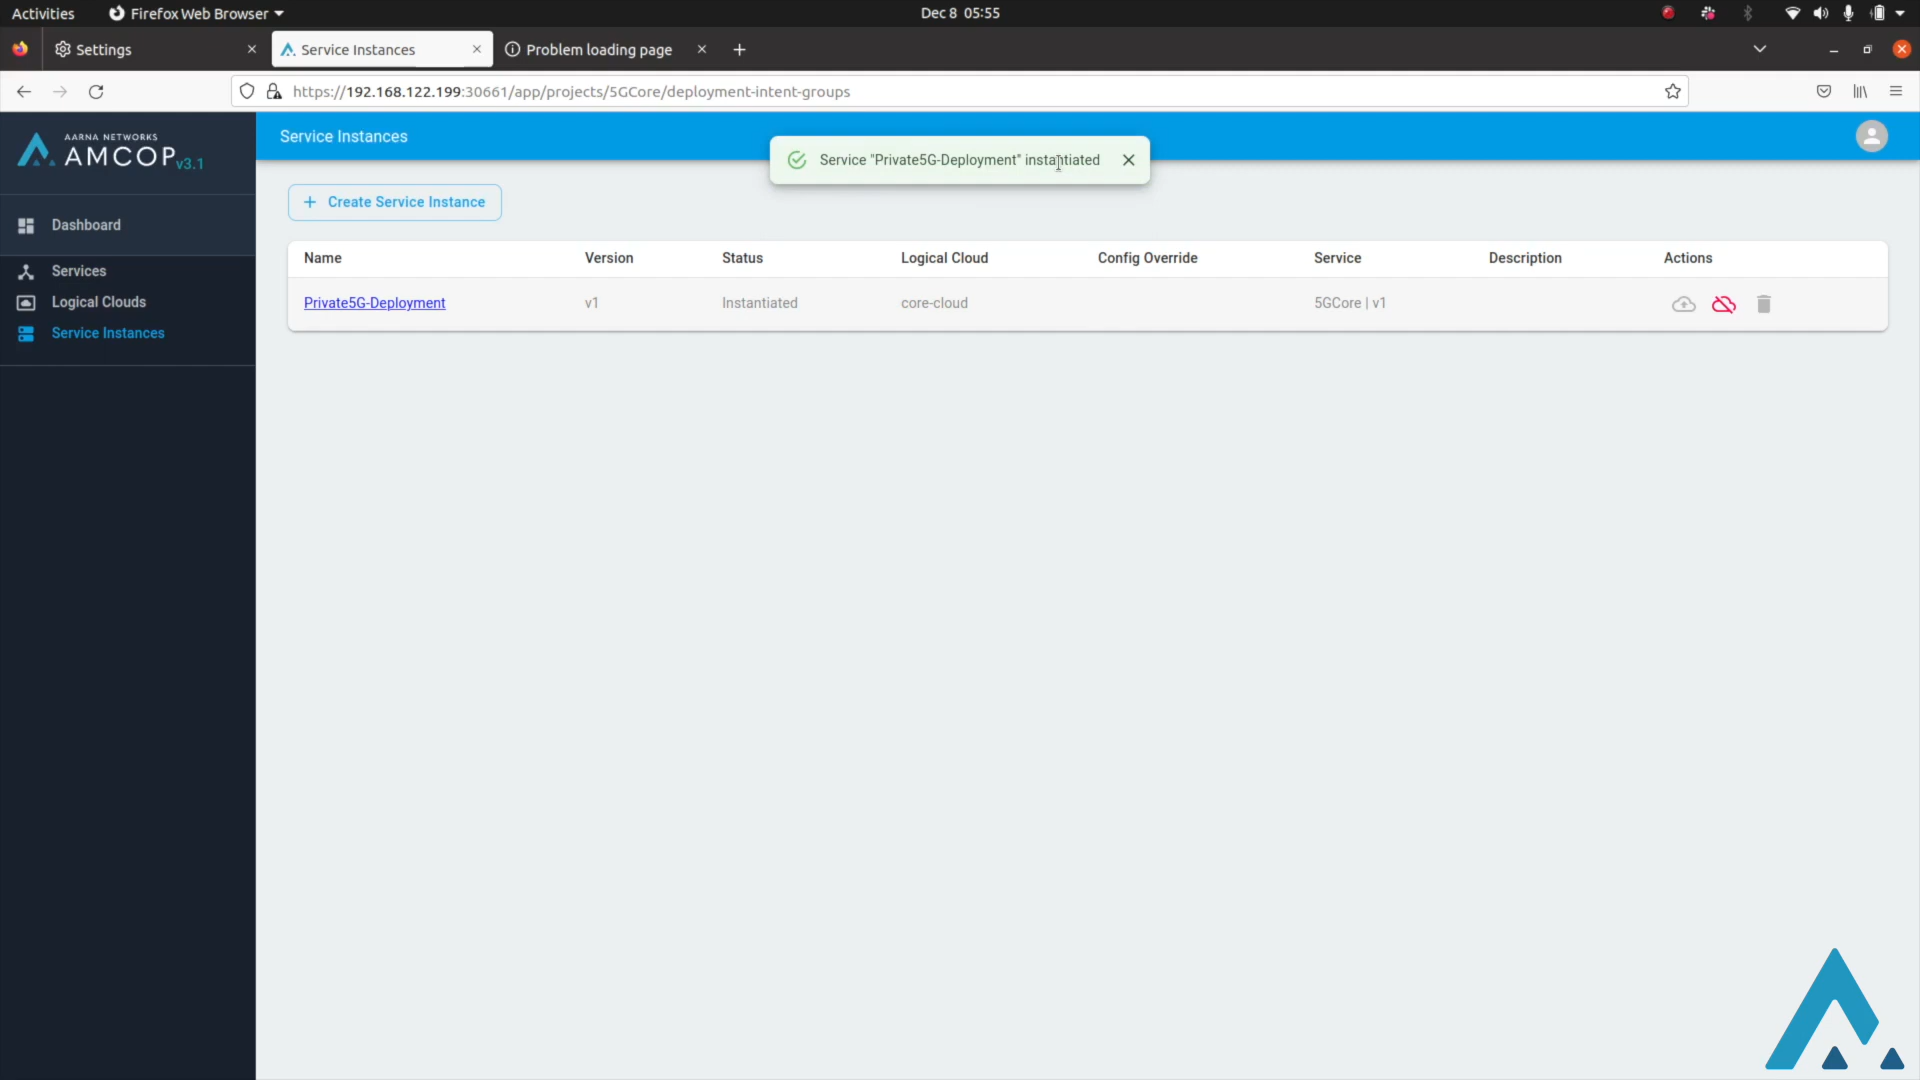 Activities
Firefox Web Browser
Dec 8 05:55
Settings
Service Instances
Problem loading page
https://192.168.122.199:30661/app/projects/5GCore/deployment-intent-groups
AARNA NETWORKS
AMCOP v3.1
Service Instances
Service "Private5G-Deployment" instantiated
Create Service Instance
Dashboard
Services
Logical Clouds
Service Instances
Name Version Status Logical Cloud Config Override Service Description Actions
Private5G-Deployment v1 Instantiated core-cloud 5GCore | v1